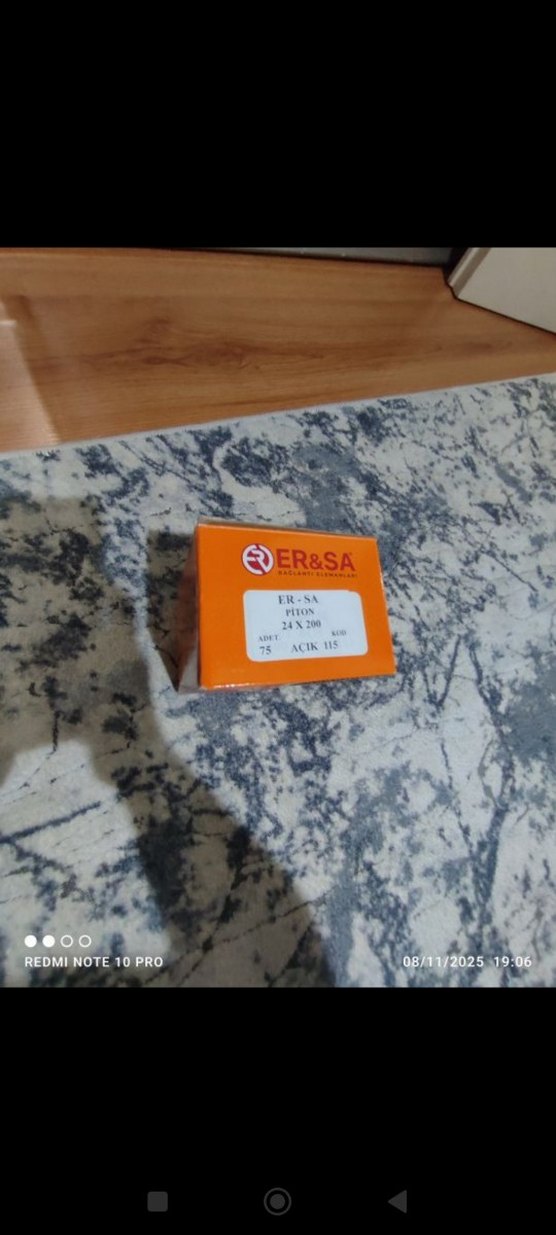 ER&SA
BAĞLANTI ELEMANLARI
ER - SA
PİTON
24 X 200
ADET KOD
75 AÇIK 115
REDMI NOTE 10 PRO 08/11/2025 19:06